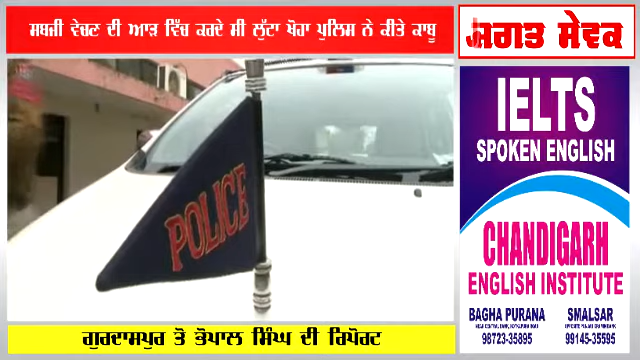 ਸਬਜੀ ਵੇਚਣ ਦੀ ਆੜ ਵਿੱਚ ਕਰਦੇ ਸੀ ਲੁੱਟਾ ਖੋਹਾ ਪੁਲਿਸ ਨੇ ਕੀਤੇ ਕਾਬੂ
ਜਗਤ ਸੇਵਕ
POLICE
IELTS
SPOKEN ENGLISH
CHANDIGARH
ENGLISH INSTITUTE
BAGHA PURANA
98723-35895
SMALSAR
99145-35595
ਗੁਰਦਾਸਪੁਰ ਤੋ ਭੋਪਾਲ ਸਿੰਘ ਦੀ ਰਿਪੋਰਟ